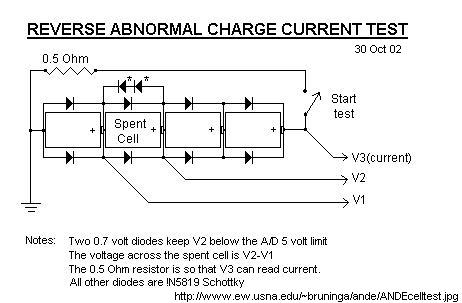 REVERSE ABNORMAL CHARGE CURRENT TEST
30 Oct 02
0.5 Ohm
* *
Start
test
Spent
Cell
+ + + +
V3(current)
V2
V1
Notes: Two 0.7 volt diodes keep V2 below the A/D 5 volt limit
The voltage across the spent cell is V2-V1
The 0.5 Ohm resistor is so that V3 can read current.
All other diodes are IN5819 Schottky
http://www.ew.usna.edu/~bruninga/ande/ANDEcelltest.jpg